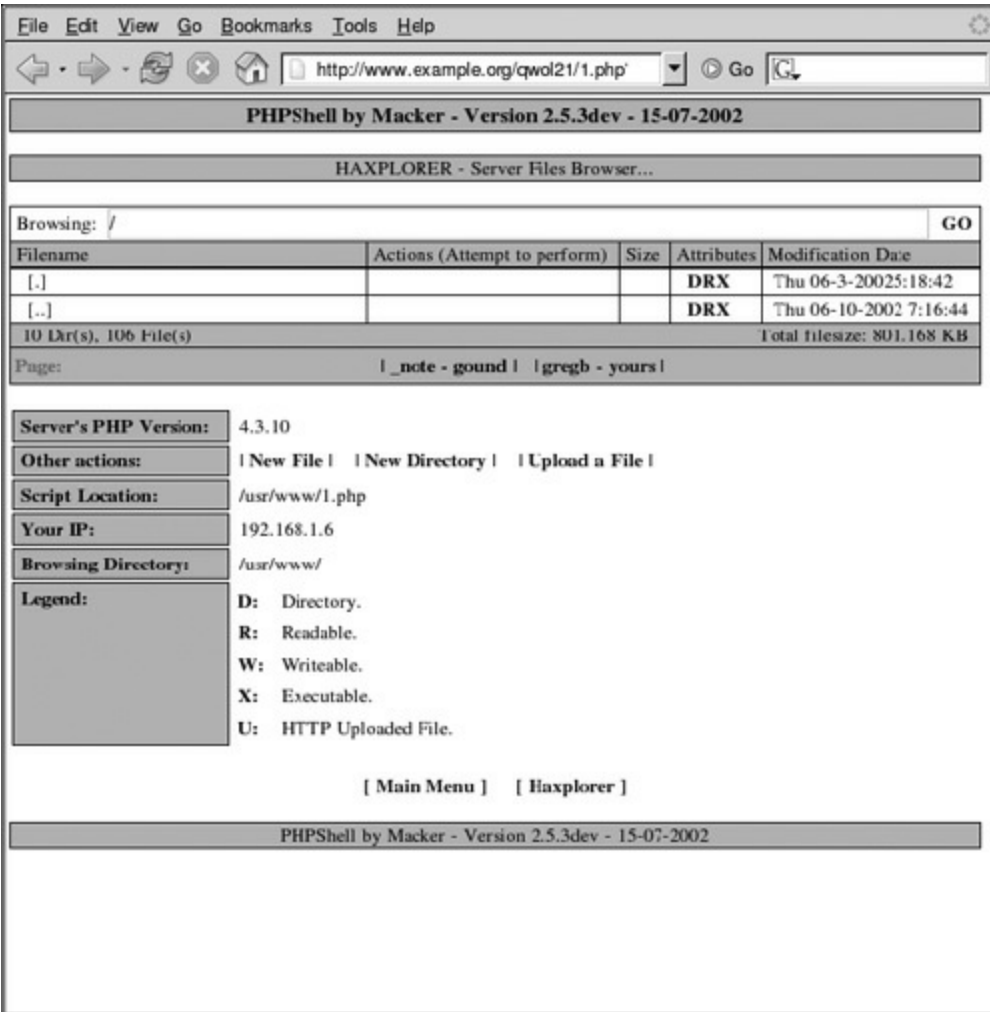 File Edit View Go Bookmarks Tools Help
http://www.example.org/qwol21/1.php' Go G
PHPShell by Macker - Version 2.5.3dev - 15-07-2002
HAXPLORER - Server Files Browser...
Browsing: / GO
Filename Actions (Attempt to perform) Size Attributes Modification Date
[.] DRX Thu 06-3-20025:18:42
[..] DRX Thu 06-10-2002 7:16:44
10 Dir(s), 106 File(s) Total filesize: 801.168 KB
Page: | _note - gound | | gregb - yours |
Server's PHP Version: 4.3.10
Other actions: | New File | | New Directory | | Upload a File |
Script Location: /usr/www/1.php
Your IP: 192.168.1.6
Browsing Directory: /usr/www/
Legend: D: Directory.
R: Readable.
W: Writeable.
X: Executable.
U: HTTP Uploaded File.
[ Main Menu ] [ Haxplorer ]
PHPShell by Macker - Version 2.5.3dev - 15-07-2002